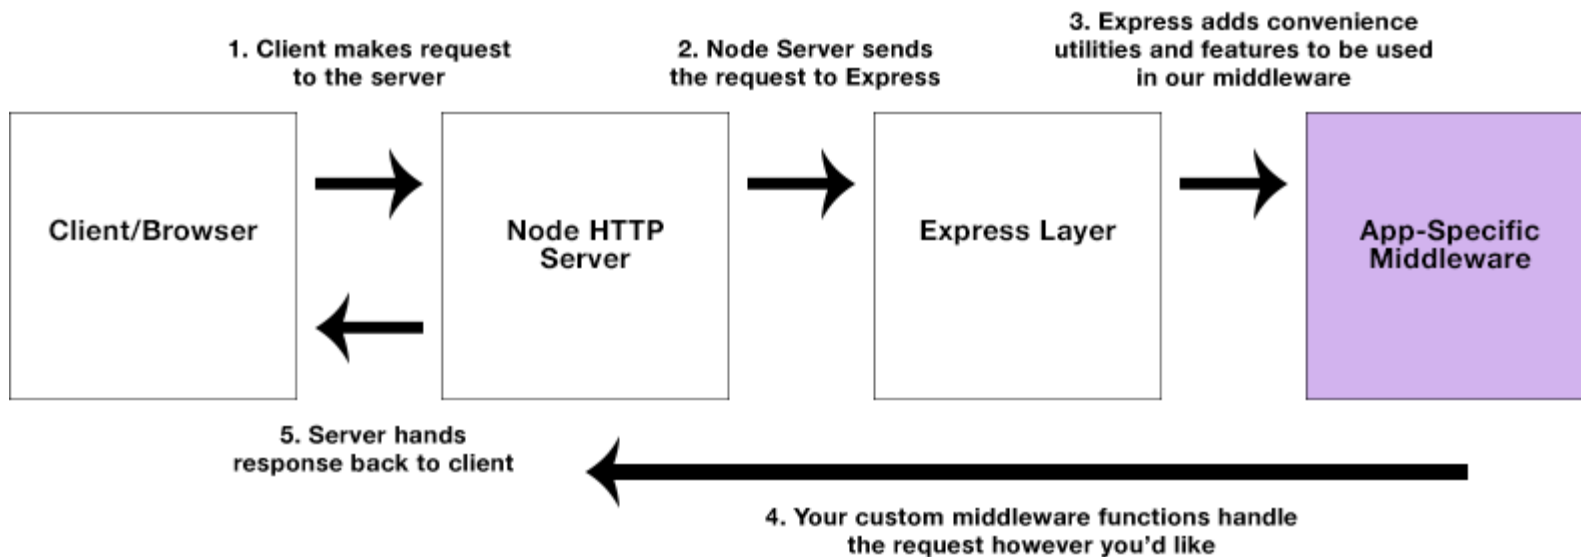 1. Client makes request
to the server
2. Node Server sends
the request to Express
3. Express adds convenience
utilities and features to be used
in our middleware
Client/Browser
Node HTTP
Server
Express Layer
App-Specific
Middleware
5. Server hands
response back to client
4. Your custom middleware functions handle
the request however you’d like